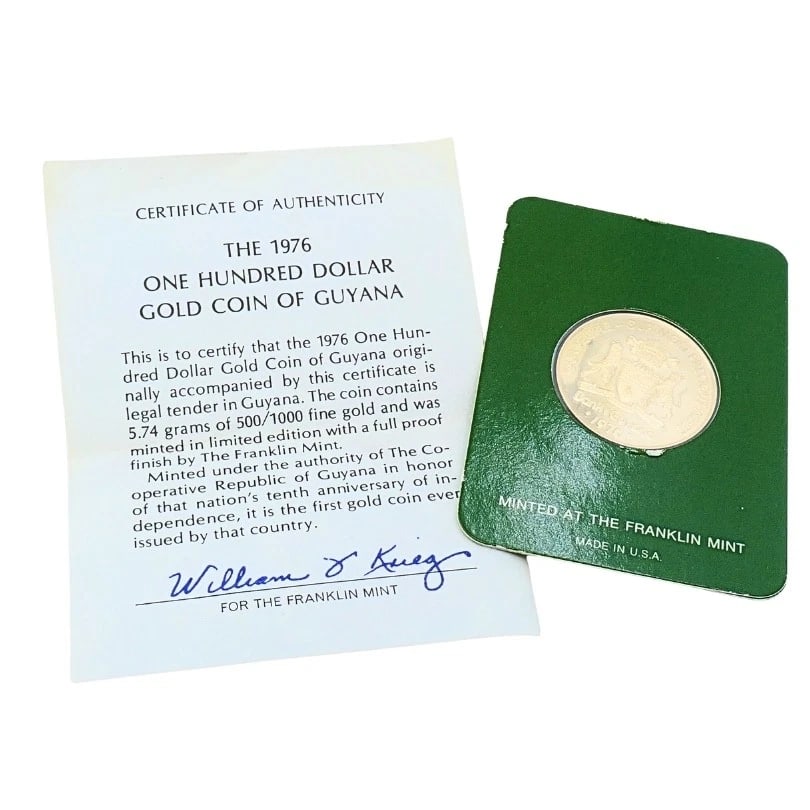 CERTIFICATE OF AUTHENTICITY
THE 1976
ONE HUNDRED DOLLAR
GOLD COIN OF GUYANA
This is to certify that the 1976 One Hun-
dred Dollar Gold Coin of Guyana origi-
nally accompanied by this certificate is
legal tender in Guyana. The coin contains
5.74 grams of 500/1000 fine gold and was
minted in limited edition with a full proof
finish by The Franklin Mint.
Minted under the authority of The Co-
operative Republic of Guyana in honor
of that nation's tenth anniversary of in-
dependence, it is the first gold coin ever
issued by that country.
William Krieg
FOR THE FRANKLIN MINT
MINTED AT THE FRANKLIN MINT
MADE IN U.S.A.